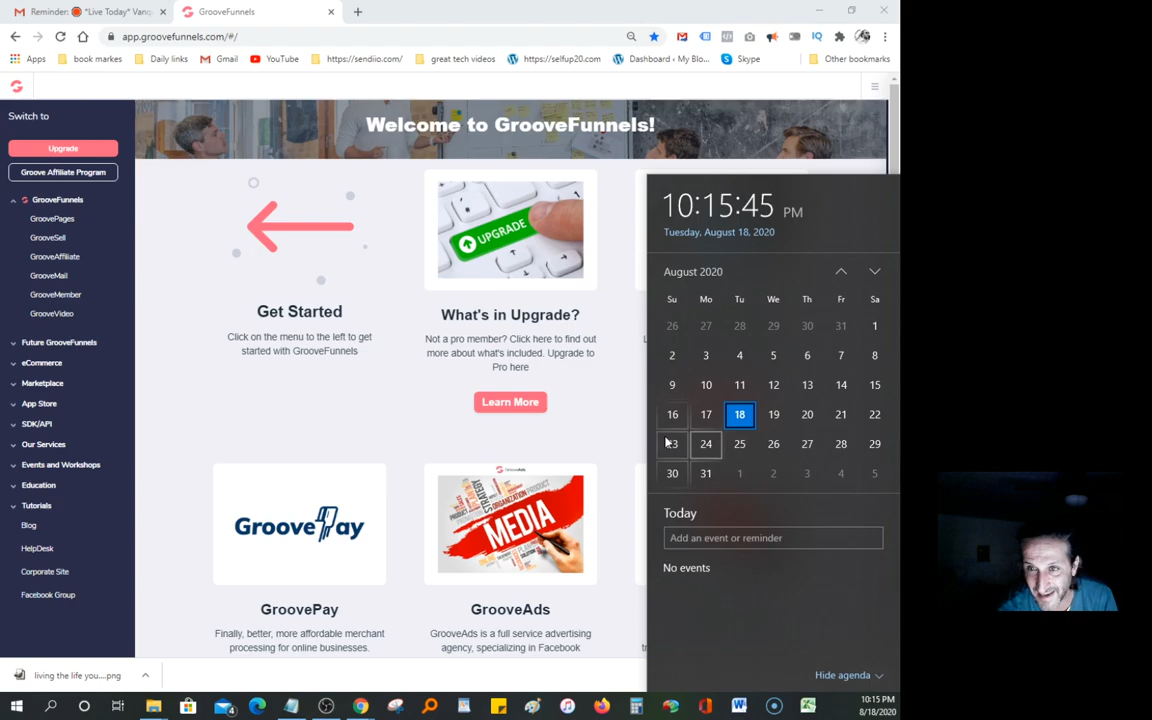 Reminder: *Live Today* Vanq
GrooveFunnels
app.groovefunnels.com/#/
Apps
book markes
Daily links
Gmail
YouTube
https://sendiio.com/
great tech videos
https://selfup20.com
Dashboard ‹ My Blo...
Skype
Other bookmarks
Switch to
Upgrade
Groove Affiliate Program
GrooveFunnels
GroovePages
GrooveSell
GrooveAffiliate
GrooveMail
GrooveMember
GrooveVideo
Future GrooveFunnels
eCommerce
Marketplace
App Store
SDK/API
Our Services
Events and Workshops
Education
Tutorials
Blog
HelpDesk
Corporate Site
Facebook Group
Welcome to GrooveFunnels!
Get Started
Click on the menu to the left to get
started with GrooveFunnels
UPGRADE
What's in Upgrade?
Not a pro member? Click here to find out
more about what's included. Upgrade to
Pro here
Learn More
GroovePay
GroovePay
Finally, better, more affordable merchant
processing for online businesses.
GrooveAds
STRATEGY
ORGANIZATION
PRODUCT
MEDIA
GrooveAds
GrooveAds is a full service advertising
agency, specializing in Facebook
10:15:45 PM
Tuesday, August 18, 2020
August 2020
Su Mo Tu We Th Fr Sa
26 27 28 29 30 31 1
2 3 4 5 6 7 8
9 10 11 12 13 14 15
16 17 18 19 20 21 22
23 24 25 26 27 28 29
30 31 1 2 3 4 5
Today
Add an event or reminder
No events
Hide agenda
living the life you....png
10:15 PM
8/18/2020